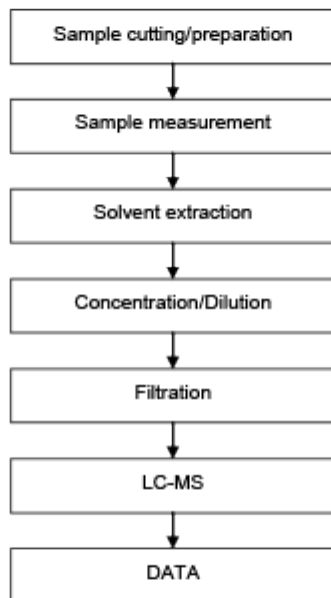 Sample cutting/preparation
Sample measurement
Solvent extraction
Concentration/Dilution
Filtration
LC-MS
DATA